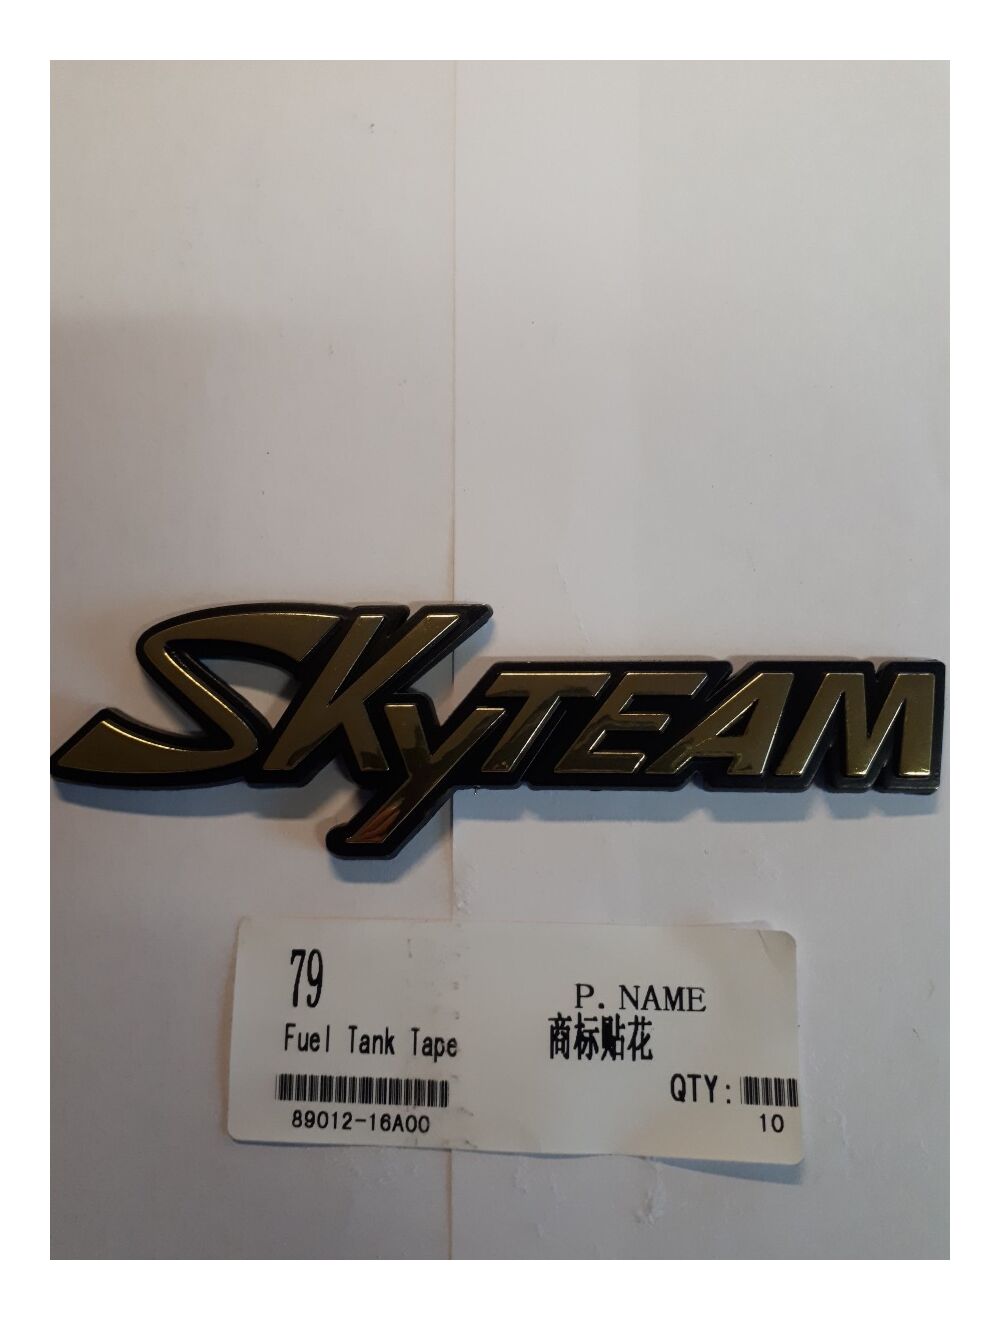 SKyTEAM
79
P. NAME
Fuel Tank Tape
商标贴花
QTY:
89012-16A00
10